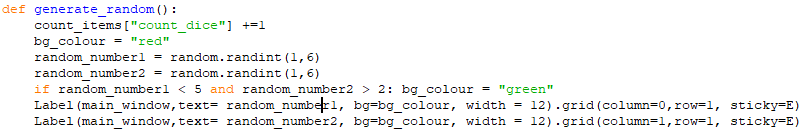 def generate_random():
    count_items["count_dice"] +=1
    bg_colour = "red"
    random_number1 = random.randint(1,6)
    random_number2 = random.randint(1,6)
    if random_number1 < 5 and random_number2 > 2: bg_colour = "green"
    Label(main_window,text= random_number1, bg=bg_colour, width = 12).grid(column=0,row=1, sticky=E)
    Label(main_window,text= random_number2, bg=bg_colour, width = 12).grid(column=1,row=1, sticky=E)